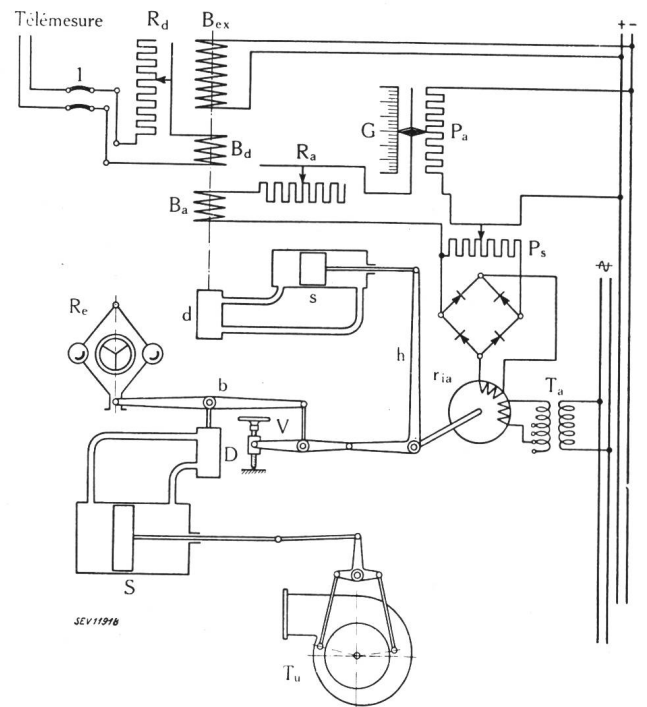 Télémesure
R_d
B_ex
+ -
1
G
P_a
B_d
R_a
B_a
P_s
s
d
R_e
h
r_ia
T_a
b
V
D
S
SEV11918
T_u